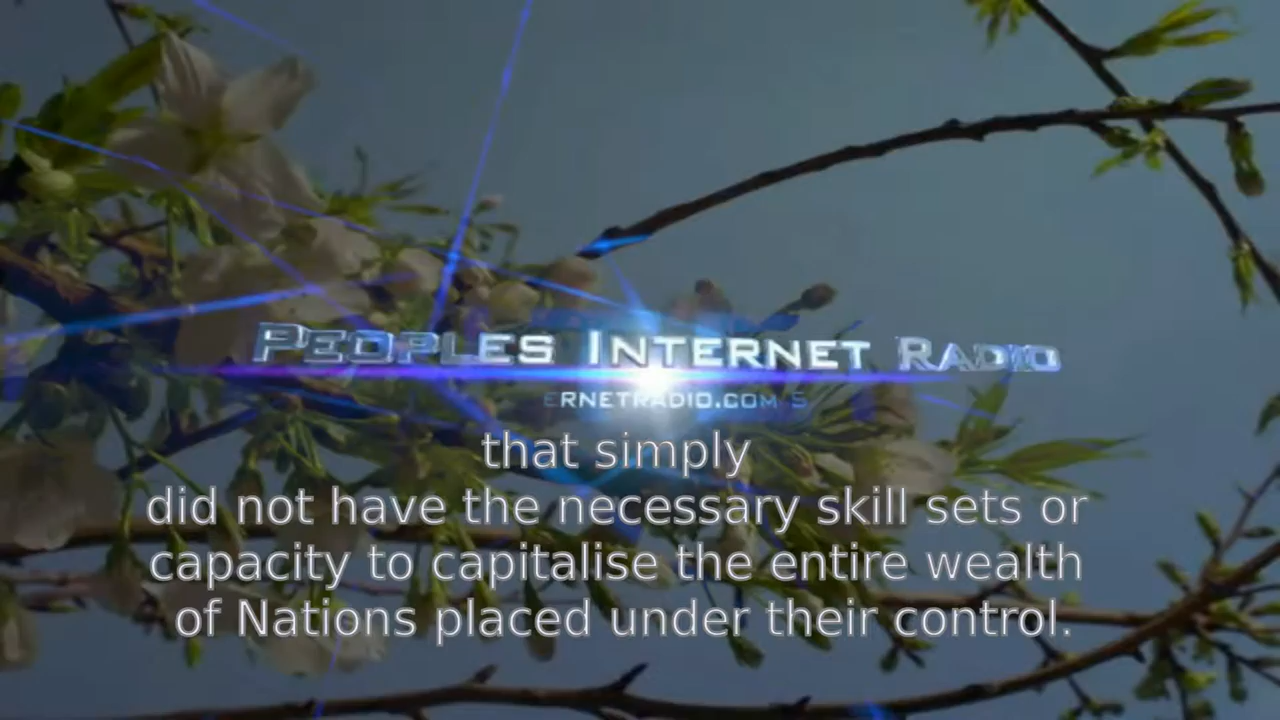 PEOPLES INTERNET RADIO
ERNETRADIO.COM S
that simply
did not have the necessary skill sets or
capacity to capitalise the entire wealth
of Nations placed under their control.